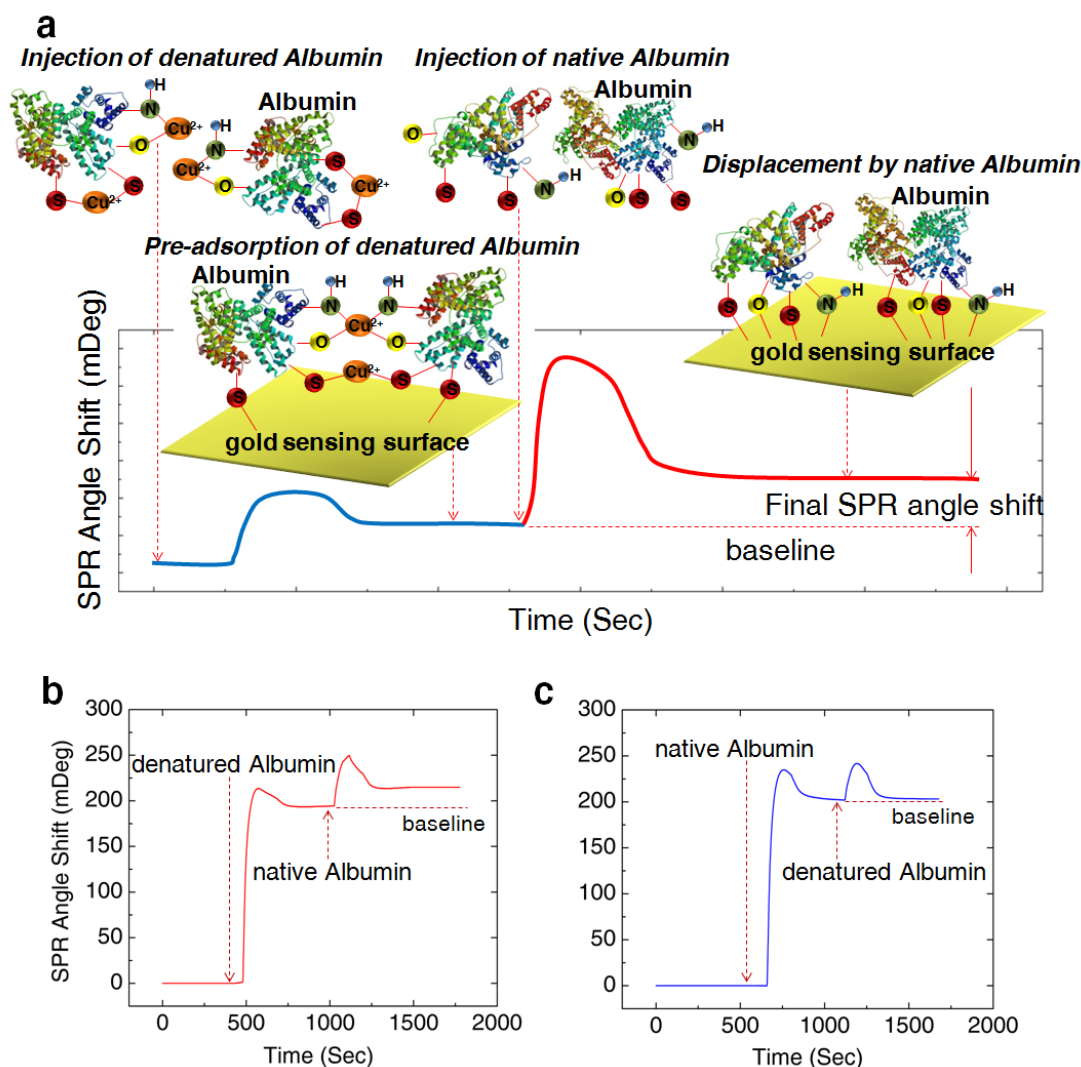 a
Injection of denatured Albumin
Injection of native Albumin
H
N
Cu2+
O
S
Cu2+
S
Albumin
H
N
Cu2+
O
S
Cu2+
S
Albumin
O
S
N
H
O
S
S
N
H
Displacement by native Albumin
Albumin
S
O
S
N
H
S
O
S
N
H
gold sensing surface
Pre-adsorption of denatured Albumin
Albumin
H
H
N
N
Cu2+
O
O
Cu2+
S
S
S
S
gold sensing surface
SPR Angle Shift (mDeg)
Final SPR angle shift
baseline
Time (Sec)
b
300
250
200
150
100
50
0
SPR Angle Shift (mDeg)
denatured Albumin
baseline
native Albumin
0 500 1000 1500 2000
Time (Sec)
c
300
250
200
150
100
50
0
SPR Angle Shift (mDeg)
native Albumin
baseline
denatured Albumin
0 500 1000 1500 2000
Time (Sec)